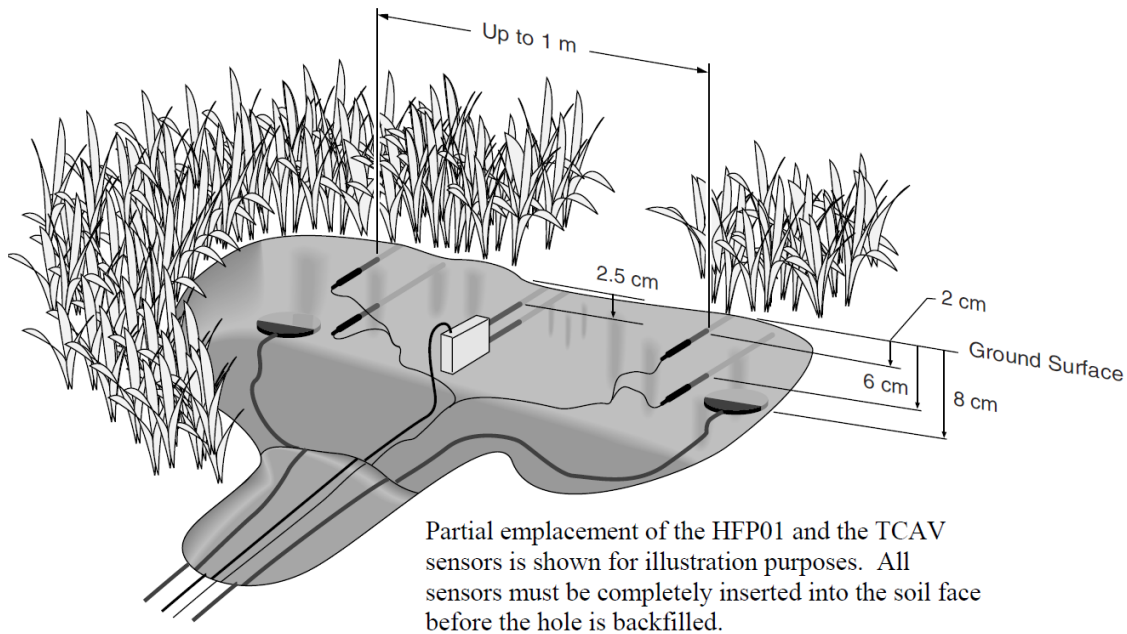 Up to 1 m
2.5 cm
2 cm
Ground Surface
6 cm
8 cm
Partial emplacement of the HFP01 and the TCAV
sensors is shown for illustration purposes.  All
sensors must be completely inserted into the soil face
before the hole is backfilled.